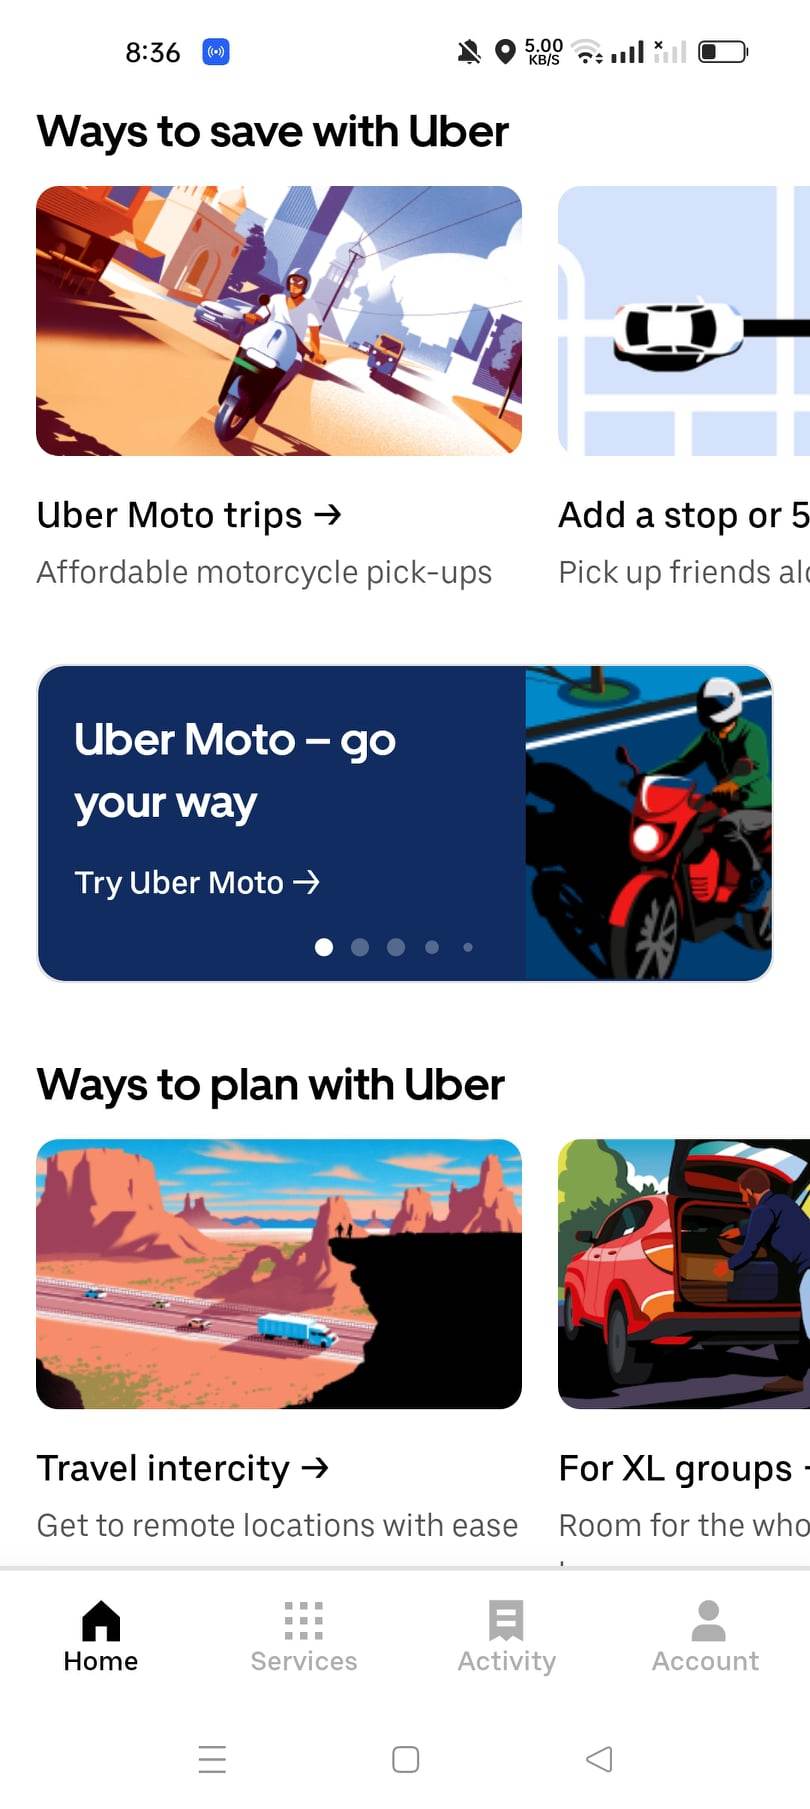 8:36
5.00
KB/S
Ways to save with Uber
Uber Moto trips →
Affordable motorcycle pick-ups
Add a stop or 5
Pick up friends alo
Uber Moto – go
your way
Try Uber Moto →
Ways to plan with Uber
Travel intercity →
Get to remote locations with ease
For XL groups
Room for the who
Home
Services
Activity
Account